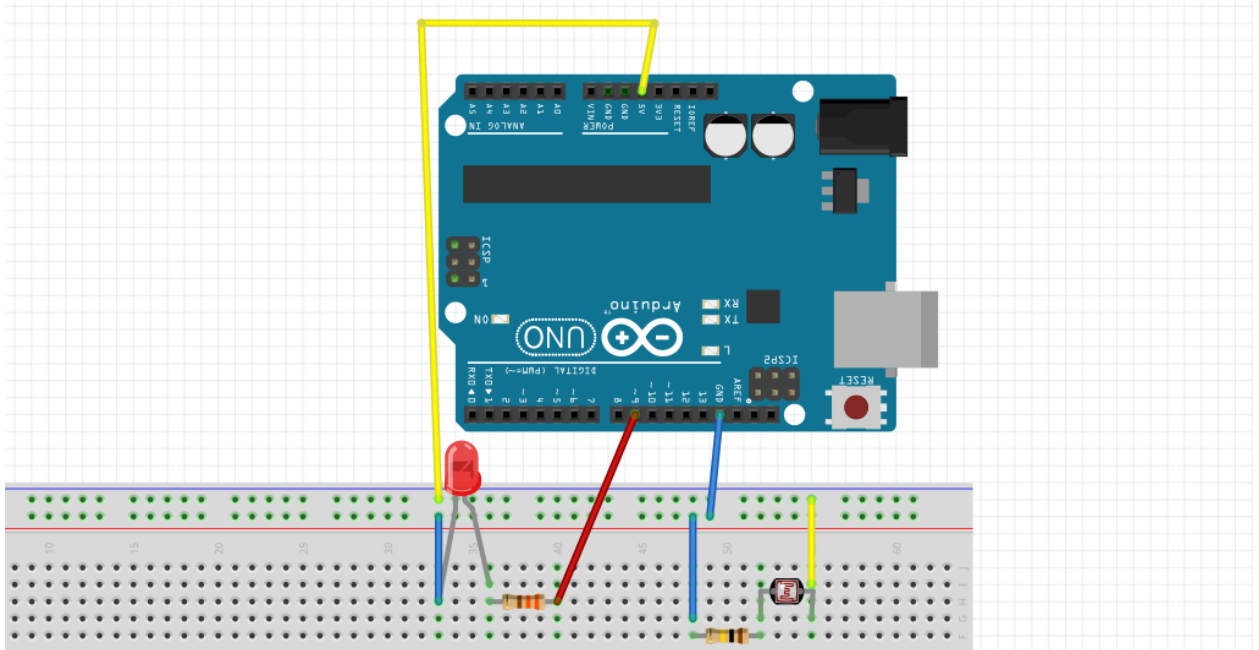 A5 A4 A3 A2 A1 A0
VIN GND GND 5V 3V3 RESET IOREF
ANALOG IN
POWER
ICSP
1
Arduino
TM
ON
UNO
RX
TX
L
ICSP2
DIGITAL (PWM=~)
RESET
RX0 0 TX0 1 2 ~3 4 ~5 ~6 7 8 ~9 ~10 ~11 12 13 GND AREF
10 15 20 25 30 35 40 45 50 60
J
I
H
G
F